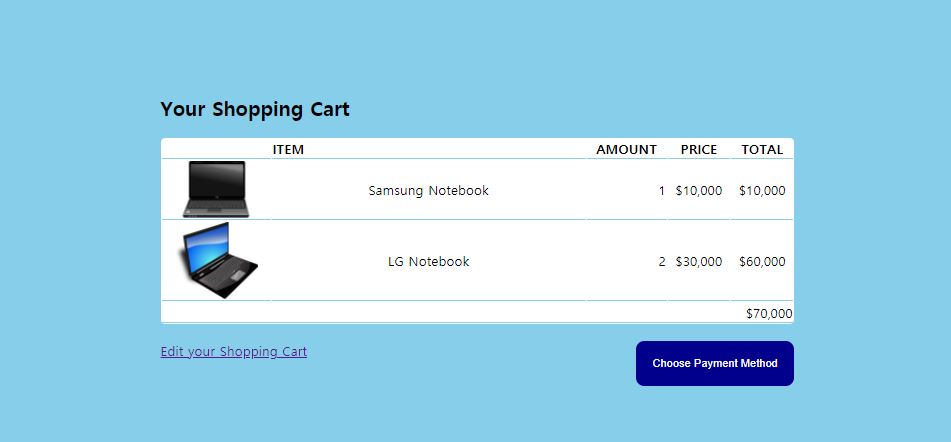 Your Shopping Cart
ITEM AMOUNT PRICE TOTAL
Samsung Notebook 1 $10,000 $10,000
LG Notebook 2 $30,000 $60,000
$70,000
Edit your Shopping Cart Choose Payment Method